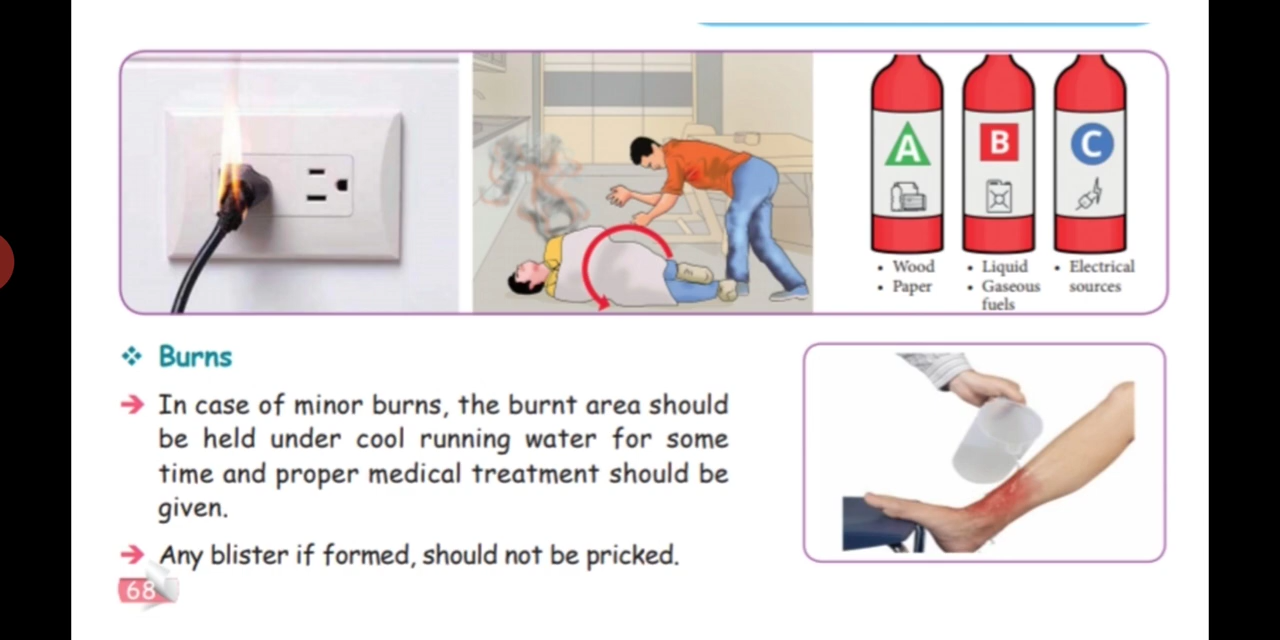 A
B
C
• Wood
• Paper
• Liquid
• Gaseous
fuels
• Electrical
sources
❖ Burns
➔ In case of minor burns, the burnt area should
be held under cool running water for some
time and proper medical treatment should be
given.
➔ Any blister if formed, should not be pricked.
68